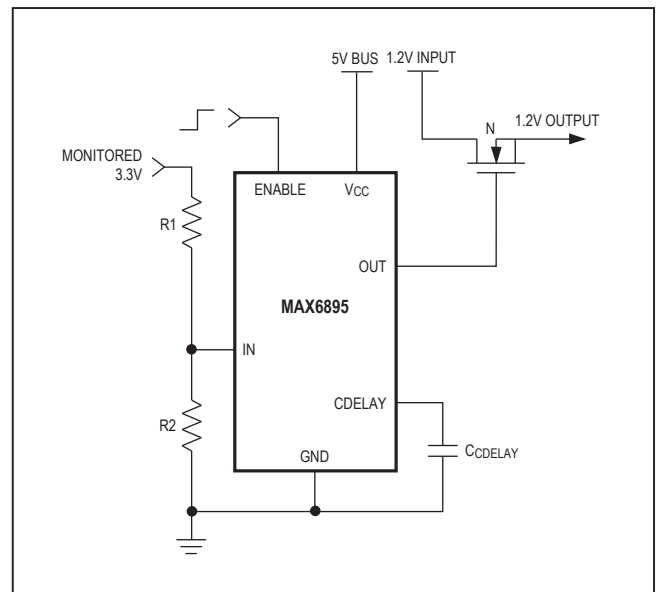 5V BUS
1.2V INPUT
N
1.2V OUTPUT
MONITORED
3.3V
ENABLE
VCC
R1
OUT
MAX6895
IN
CDELAY
R2
CCDELAY
GND